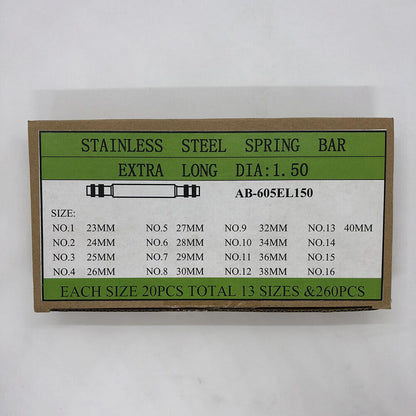 STAINLESS STEEL SPRING BAR
EXTRA LONG DIA:1.50
AB-605EL150
SIZE:
NO.1 23MM NO.5 27MM NO.9 32MM NO.13 40MM
NO.2 24MM NO.6 28MM NO.10 34MM NO.14
NO.3 25MM NO.7 29MM NO.11 36MM NO.15
NO.4 26MM NO.8 30MM NO.12 38MM NO.16
EACH SIZE 20PCS TOTAL 13 SIZES &260PCS